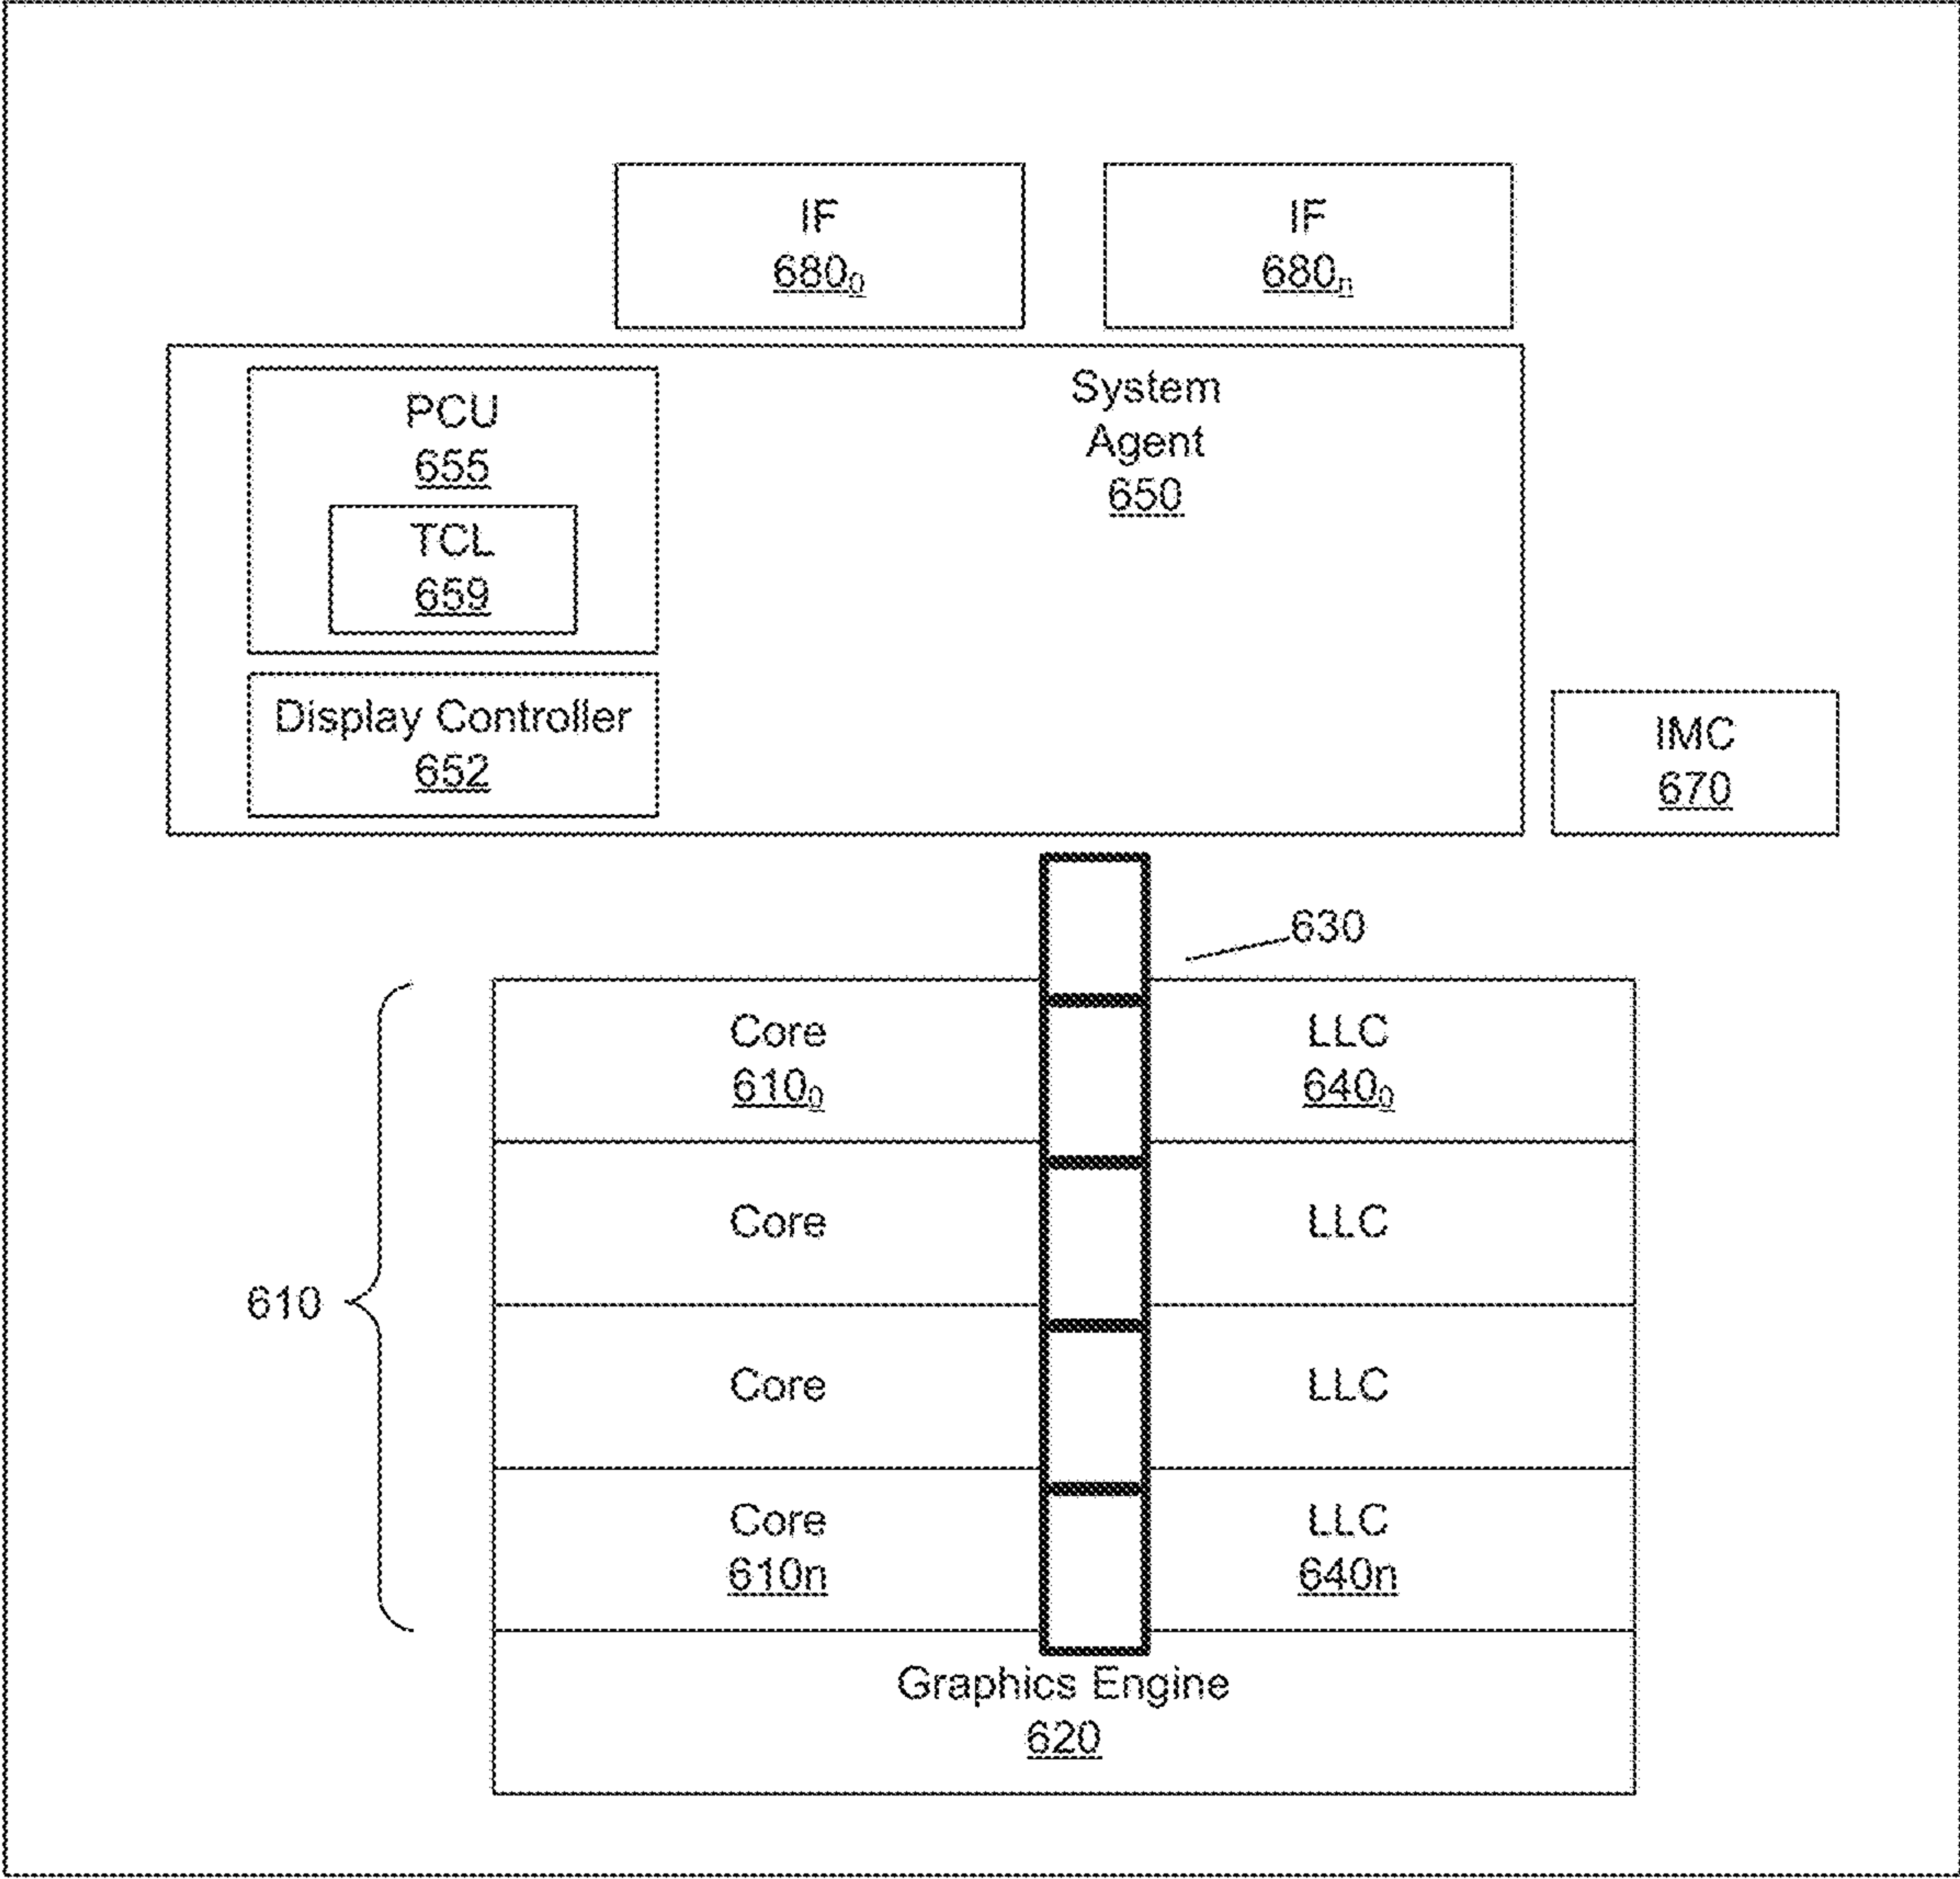 IF
680₀
IF
680ₙ
PCU
655
TCL
659
System
Agent
650
Display Controller
652
IMC
670
630
Core
610₀
LLC
640₀
Core
LLC
610
Core
LLC
Core
610n
LLC
640n
Graphics Engine
620